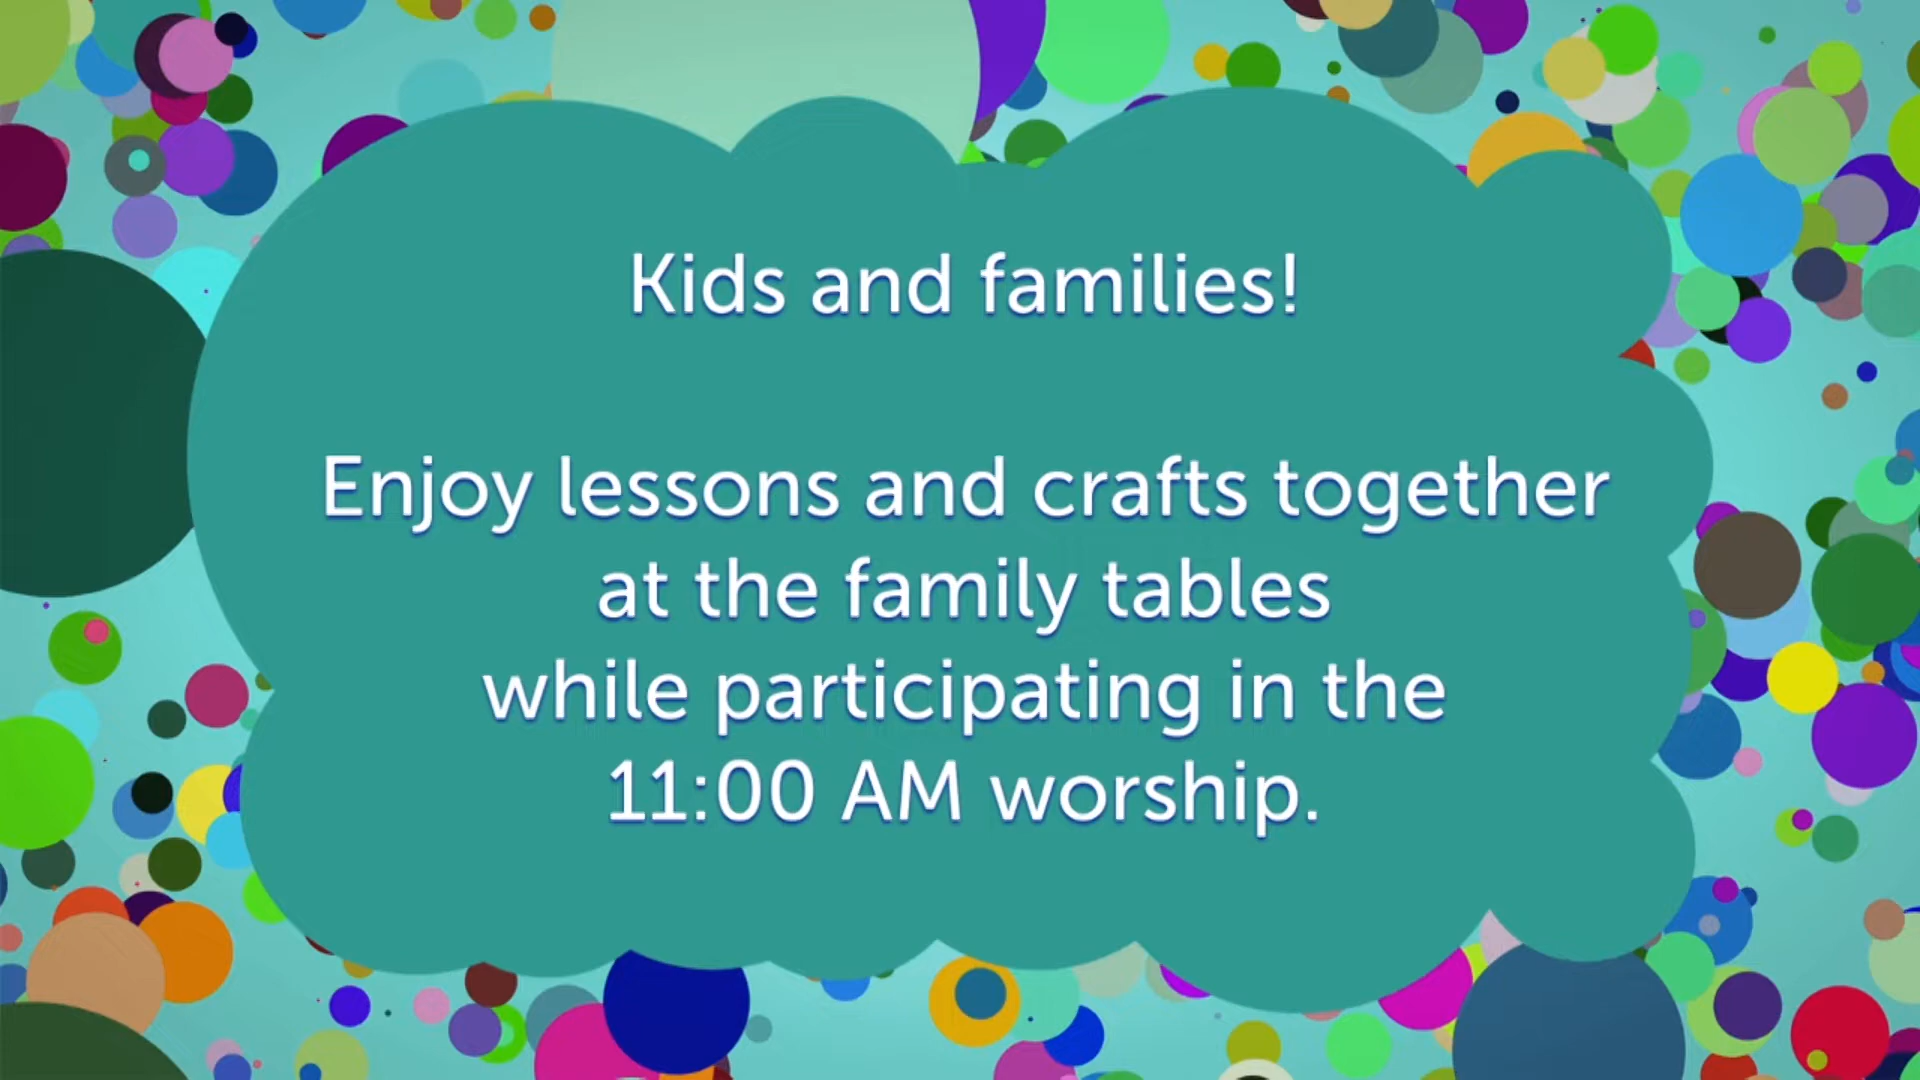 Kids and families!
Enjoy lessons and crafts together
at the family tables
while participating in the
11:00 AM worship.